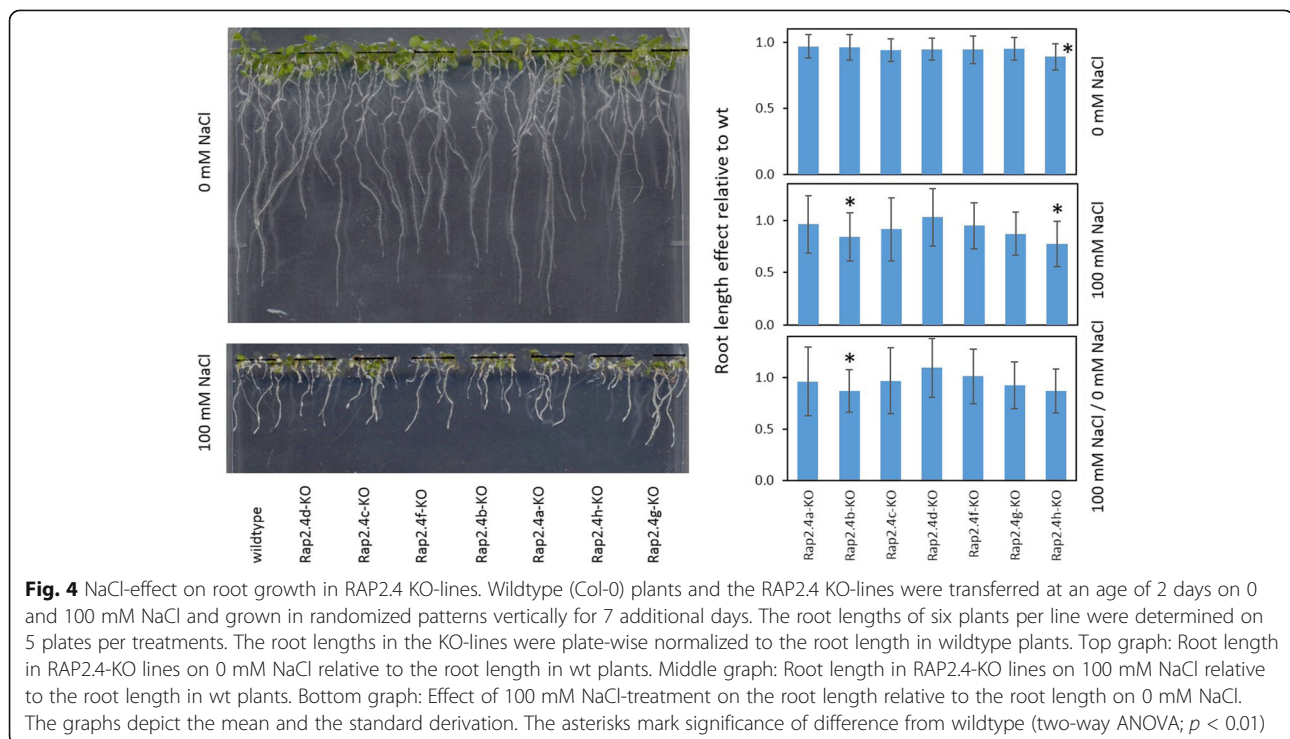 0 mM NaCl
100 mM NaCl
wildtype
Rap2.4d-KO
Rap2.4c-KO
Rap2.4f-KO
Rap2.4b-KO
Rap2.4a-KO
Rap2.4h-KO
Rap2.4g-KO
Root length effect relative to wt
1.0
0.5
0.0
*
0 mM NaCl
1.0
0.5
0.0
*
*
100 mM NaCl
1.0
0.5
0.0
*
100 mM NaCl / 0 mM NaCl
Rap2.4a-KO
Rap2.4b-KO
Rap2.4c-KO
Rap2.4d-KO
Rap2.4f-KO
Rap2.4g-KO
Rap2.4h-KO
Fig. 4 NaCl-effect on root growth in RAP2.4 KO-lines. Wildtype (Col-0) plants and the RAP2.4 KO-lines were transferred at an age of 2 days on 0
and 100 mM NaCl and grown in randomized patterns vertically for 7 additional days. The root lengths of six plants per line were determined on
5 plates per treatments. The root lengths in the KO-lines were plate-wise normalized to the root length in wildtype plants. Top graph: Root length
in RAP2.4-KO lines on 0 mM NaCl relative to the root length in wt plants. Middle graph: Root length in RAP2.4-KO lines on 100 mM NaCl relative
to the root length in wt plants. Bottom graph: Effect of 100 mM NaCl-treatment on the root length relative to the root length on 0 mM NaCl.
The graphs depict the mean and the standard derivation. The asterisks mark significance of difference from wildtype (two-way ANOVA; p < 0.01)